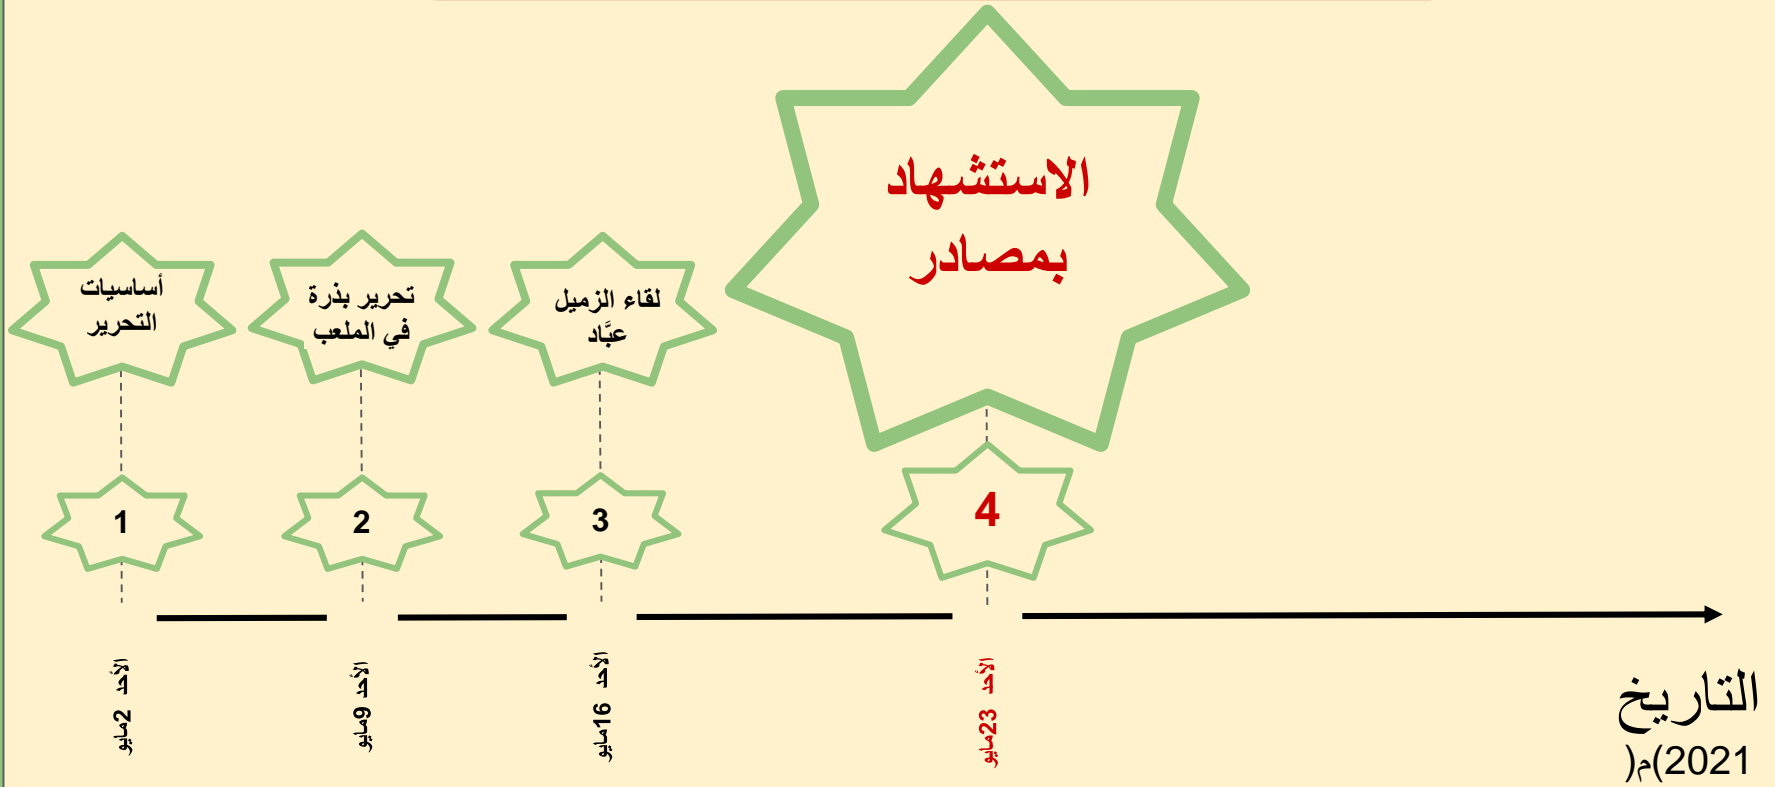 الاستشهاد
بمصادر
أساسيات
التحرير
تحرير بذرة
في الملعب
لقاء الزميل
عبَّاد
1
2
3
4
الأحد 2مايو
الأحد 9مايو
الأحد 16مايو
الأحد 23مايو
التاريخ
2021)م(